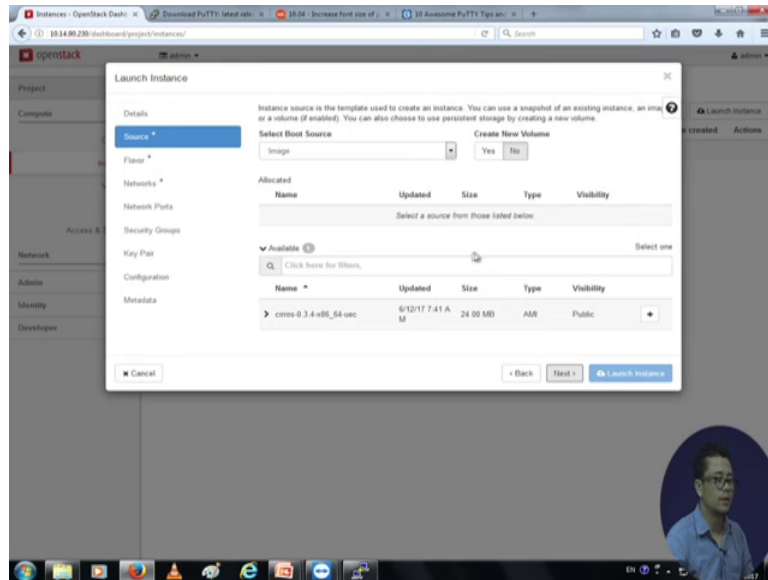 Instances - OpenStack Dashb
Download PuTTY: latest rele
16.04 - Increase font size of
10 Awesome PuTTY Tips an
10.14.90.230/dashboard/project/instances/
Search
openstack
admin
admin
Launch Instance
Project
Compute
Network
Admin
Identity
Developer
Access &
Launch Instance
created
Actions
Details
Source *
Flavor *
Networks *
Network Ports
Security Groups
Key Pair
Configuration
Metadata
Instance source is the template used to create an instance. You can use a snapshot of an existing instance, an
or a volume (if enabled). You can also choose to use persistent storage by creating a new volume.
Select Boot Source
Create New Volume
Image
Yes
No
Allocated
Name Updated Size Type Visibility
Select a source from those listed below.
Available 1
Select one
Click here for filters.
Name Updated Size Type Visibility
cirros-0.3.4-x86_64-uec 6/12/17 7:41 A
M 24.00 MB AMI Public
Cancel
‹ Back
Next ›
Launch Instance
EN
2017